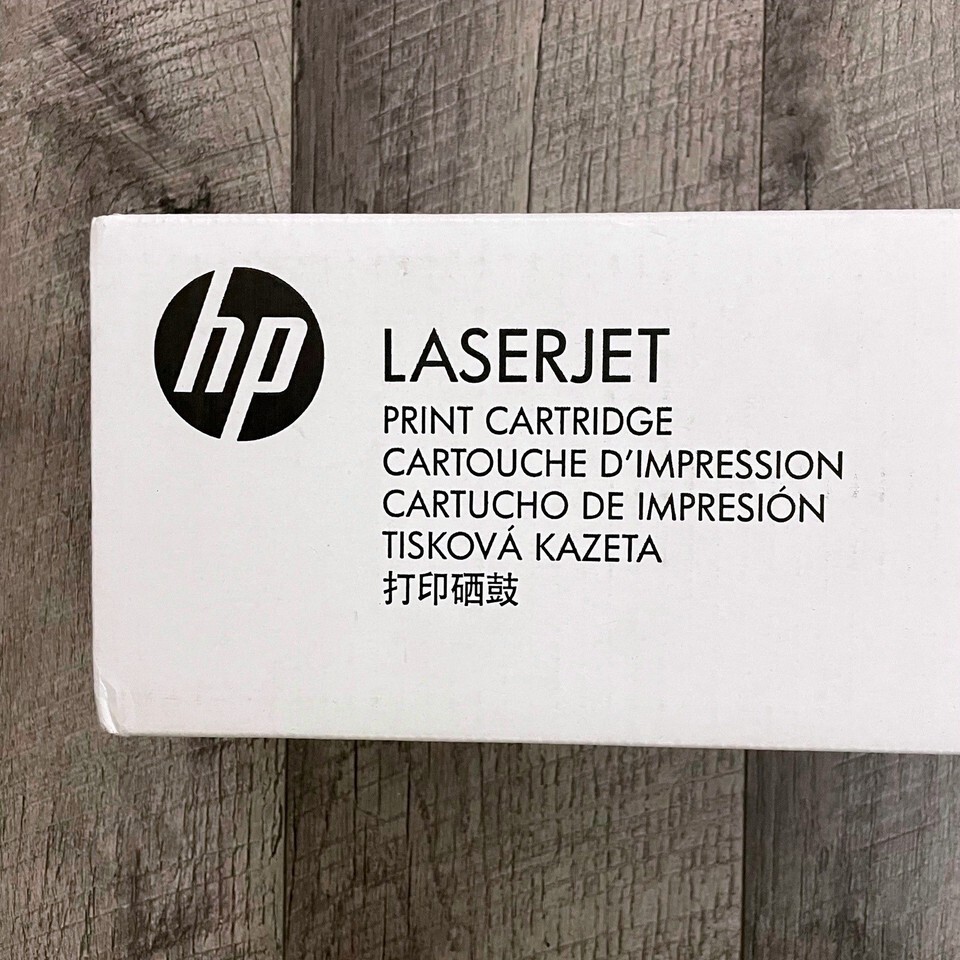 hp
LASERJET
PRINT CARTRIDGE
CARTOUCHE D'IMPRESSION
CARTUCHO DE IMPRESIÓN
TISKOVÁ KAZETA
打印硒鼓